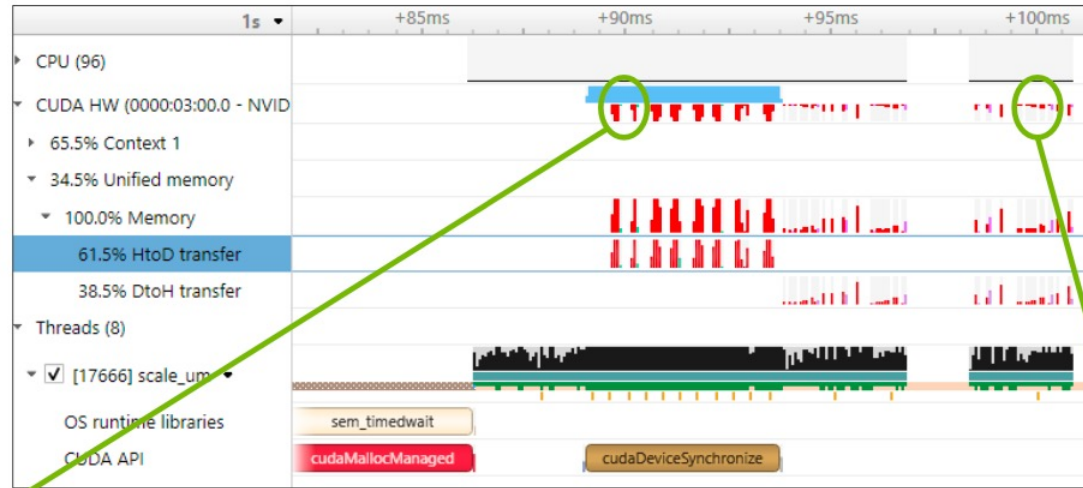 1s +85ms +90ms +95ms +100ms
CPU (96)
CUDA HW (0000:03:00.0 - NVID
65.5% Context 1
34.5% Unified memory
100.0% Memory
61.5% HtoD transfer
38.5% DtoH transfer
Threads (8)
[17666] scale_um
OS runtime libraries sem_timedwait
CUDA API cudaMallocManaged cudaDeviceSynchronize